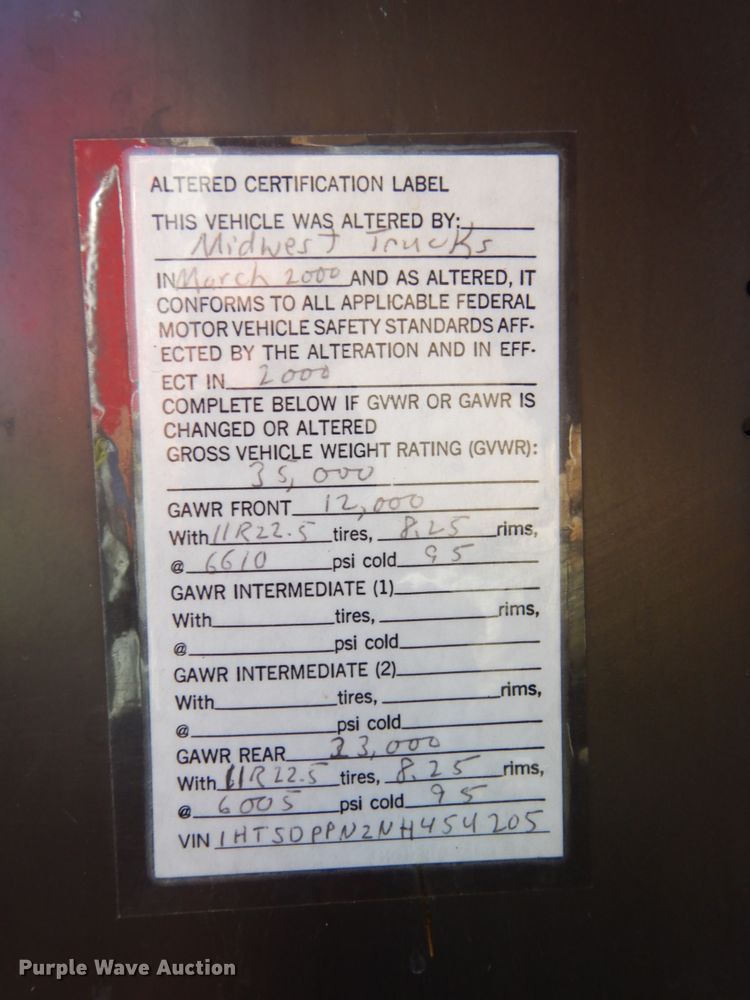 ALTERED CERTIFICATION LABEL
THIS VEHICLE WAS ALTERED BY:
Midwest Trucks
IN March 2000 AND AS ALTERED, IT
CONFORMS TO ALL APPLICABLE FEDERAL
MOTOR VEHICLE SAFETY STANDARDS AFF-
ECTED BY THE ALTERATION AND IN EFF-
ECT IN 2000
COMPLETE BELOW IF GVWR OR GAWR IS
CHANGED OR ALTERED
GROSS VEHICLE WEIGHT RATING (GVWR):
35,000
GAWR FRONT 12,000
With 11R22.5 tires, 8.25 rims,
@ 6610 psi cold 95
GAWR INTERMEDIATE (1)
With tires, rims,
@ psi cold
GAWR INTERMEDIATE (2)
With tires, rims,
@ psi cold
GAWR REAR 23,000
With 11R22.5 tires, 8.25 rims,
@ 6005 psi cold 95
VIN 1HTSDPPN2NH454205
Purple Wave Auction